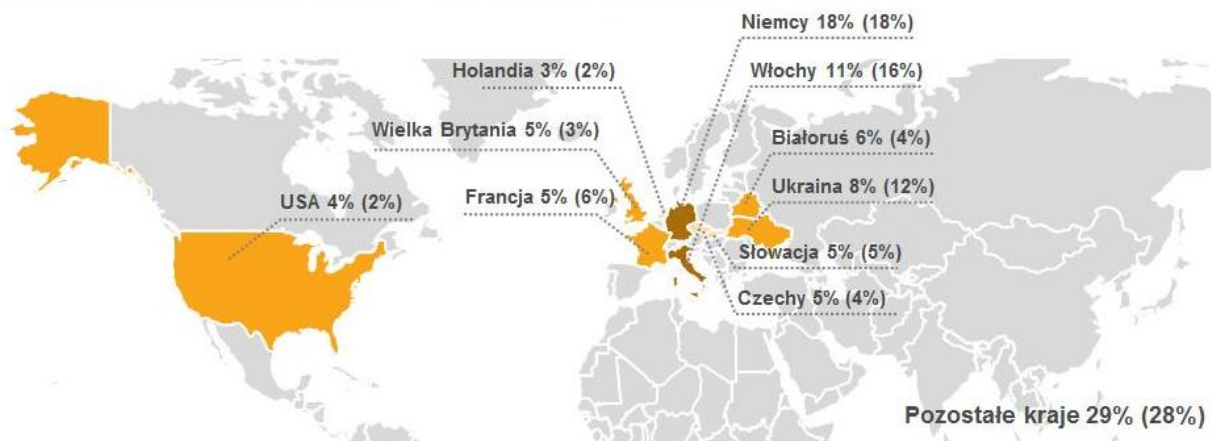 Niemcy 18% (18%)
Holandia 3% (2%)
Włochy 11% (16%)
Wielka Brytania 5% (3%)
Białoruś 6% (4%)
Ukraina 8% (12%)
USA 4% (2%)
Francja 5% (6%)
Słowacja 5% (5%)
Czechy 5% (4%)
Pozostałe kraje 29% (28%)